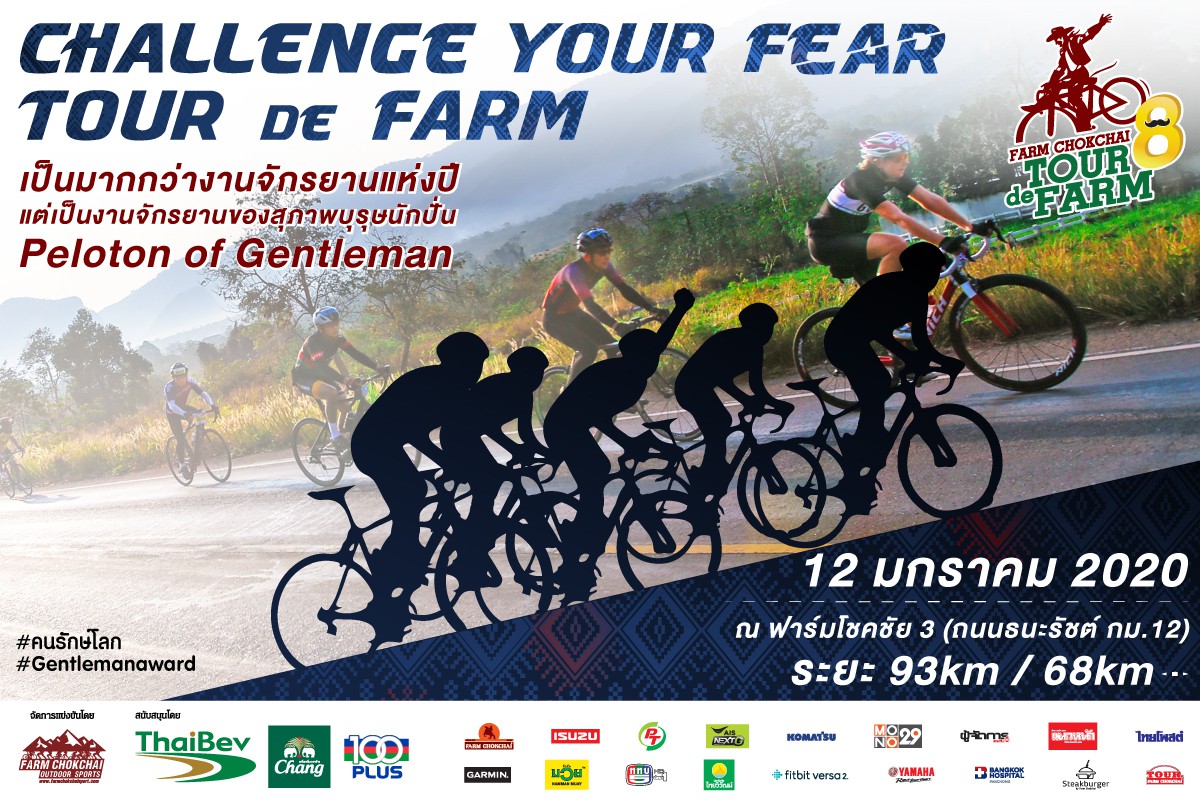 CHALLENGE YOUR FEAR
TOUR DE FARM
เป็นมากกว่างานจักรยานแห่งปี
แต่เป็นงานจักรยานของสุภาพบุรุษนักปั่น
Peloton of Gentleman
FARM CHOKCHAI
TOUR 8
de FARM
12 มกราคม 2020
ณ ฟาร์มโชคชัย 3 (ถนนธนะรัชต์ กม.12)
ระยะ 93km / 68km
#คนรักษ์โลก
#Gentlemanaward
จัดการแข่งขันโดย
สนับสนุนโดย
FARM CHOKCHAI
OUTDOOR SPORTS
ThaiBev
Chang
100
PLUS
FARM CHOKCHAI
ISUZU
PT
AIS
NEXT G
KOMATSU
MONO29
ผู้จัดการ
ไทยโพสต์
GARMIN
มวย
NAMMAN MUAY
fitbit versa 2
YAMAHA
BANGKOK
HOSPITAL
Steakburger
TOUR